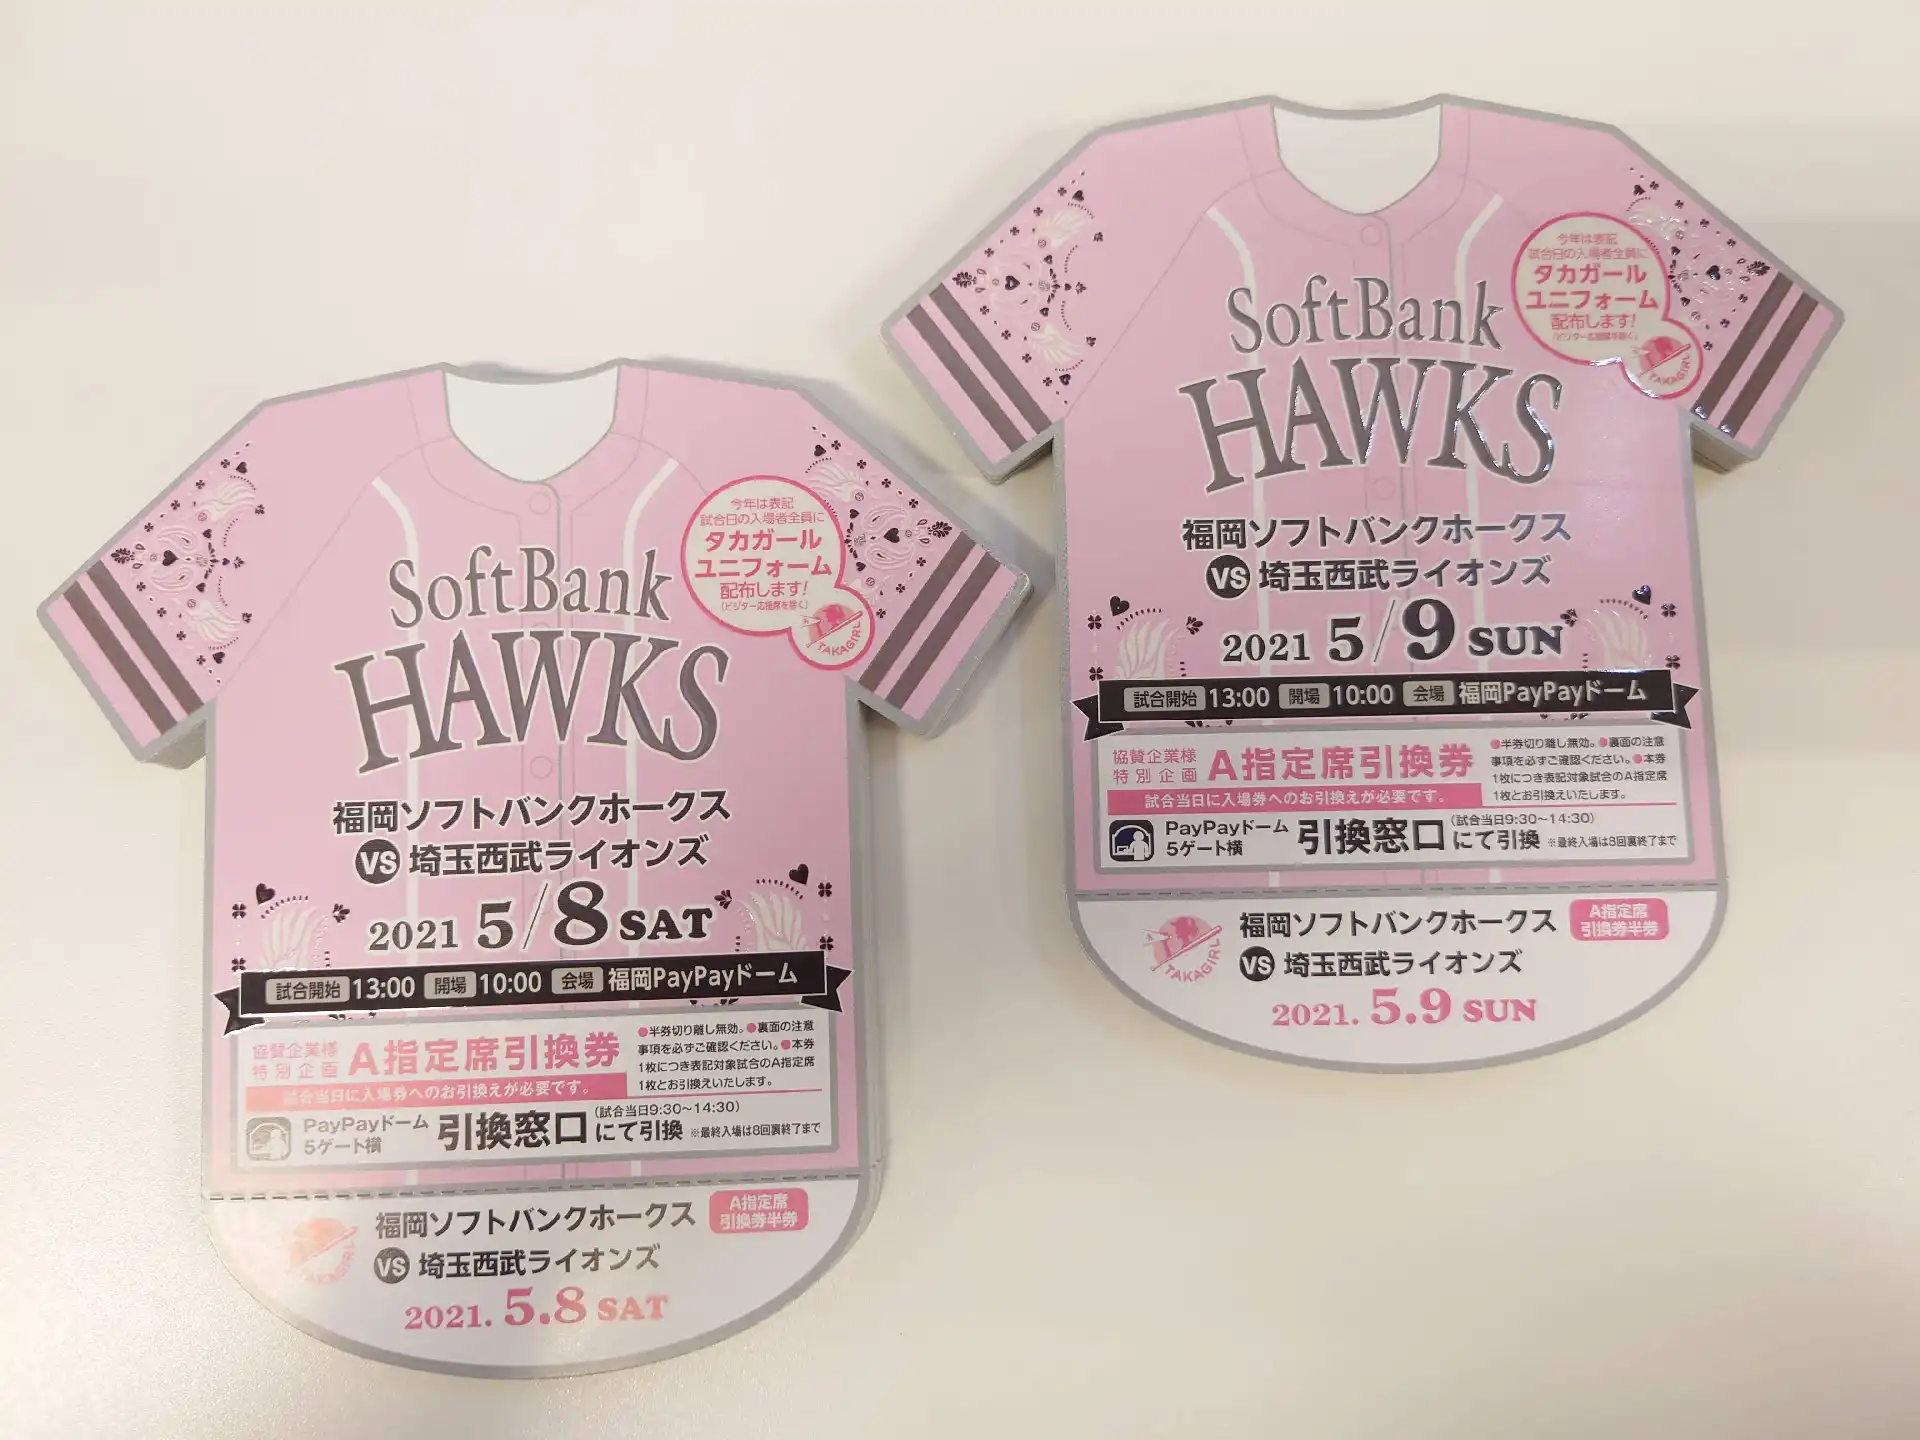 今年は表記
試合日の入場者全員に
タカガール
ユニフォーム
配布します!
(ビジター応援席を除く)
TAKAGIRL
SoftBank
HAWKS
福岡ソフトバンクホークス
VS 埼玉西武ライオンズ
2021 5/8 SAT
試合開始 13:00 開場 10:00 会場 福岡PayPayドーム
協賛企業様
特別企画
A指定席引換券
試合当日に入場券へのお引換えが必要です。
●半券切り離し無効。●裏面の注意
事項を必ずご確認ください。●本券
1枚につき表記対象試合のA指定席
1枚とお引換えいたします。
PayPayドーム
5ゲート横
引換窓口にて引換
(試合当日9:30~14:30)
※最終入場は8回裏終了まで
TAKAGIRL
福岡ソフトバンクホークス
VS 埼玉西武ライオンズ
2021. 5.8 SAT
A指定席
引換券半券
今年は表記
試合日の入場者全員に
タカガール
ユニフォーム
配布します!
(ビジター応援席を除く)
TAKAGIRL
SoftBank
HAWKS
福岡ソフトバンクホークス
VS 埼玉西武ライオンズ
2021 5/9 SUN
試合開始 13:00 開場 10:00 会場 福岡PayPayドーム
協賛企業様
特別企画
A指定席引換券
試合当日に入場券へのお引換えが必要です。
●半券切り離し無効。●裏面の注意
事項を必ずご確認ください。●本券
1枚につき表記対象試合のA指定席
1枚とお引換えいたします。
PayPayドーム
5ゲート横
引換窓口にて引換
(試合当日9:30~14:30)
※最終入場は8回裏終了まで
TAKAGIRL
福岡ソフトバンクホークス
VS 埼玉西武ライオンズ
2021. 5.9 SUN
A指定席
引換券半券